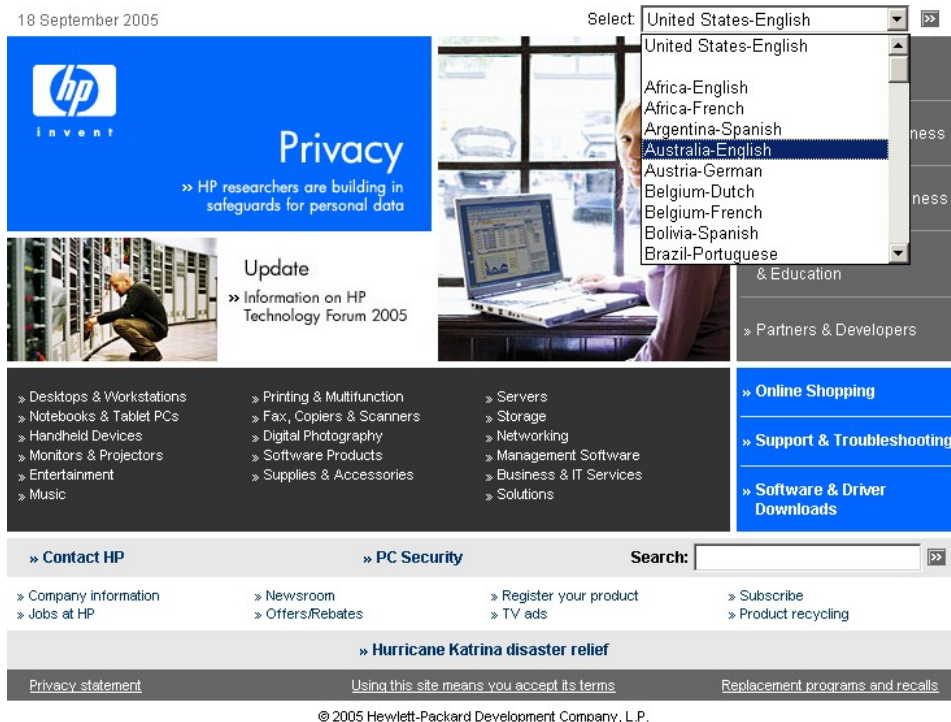 18 September 2005
Select: United States-English
United States-English
Africa-English
Africa-French
Argentina-Spanish
Australia-English
Austria-German
Belgium-Dutch
Belgium-French
Bolivia-Spanish
Brazil-Portuguese
hp
invent
Privacy
» HP researchers are building in
safeguards for personal data
Update
» Information on HP
Technology Forum 2005
ness
ness
& Education
» Partners & Developers
» Desktops & Workstations
» Notebooks & Tablet PCs
» Handheld Devices
» Monitors & Projectors
» Entertainment
» Music
» Printing & Multifunction
» Fax, Copiers & Scanners
» Digital Photography
» Software Products
» Supplies & Accessories
» Servers
» Storage
» Networking
» Management Software
» Business & IT Services
» Solutions
» Online Shopping
» Support & Troubleshooting
» Software & Driver
Downloads
» Contact HP
» PC Security
Search:
» Company information
» Jobs at HP
» Newsroom
» Offers/Rebates
» Register your product
» TV ads
» Subscribe
» Product recycling
» Hurricane Katrina disaster relief
Privacy statement
Using this site means you accept its terms
Replacement programs and recalls
© 2005 Hewlett-Packard Development Company, L.P.